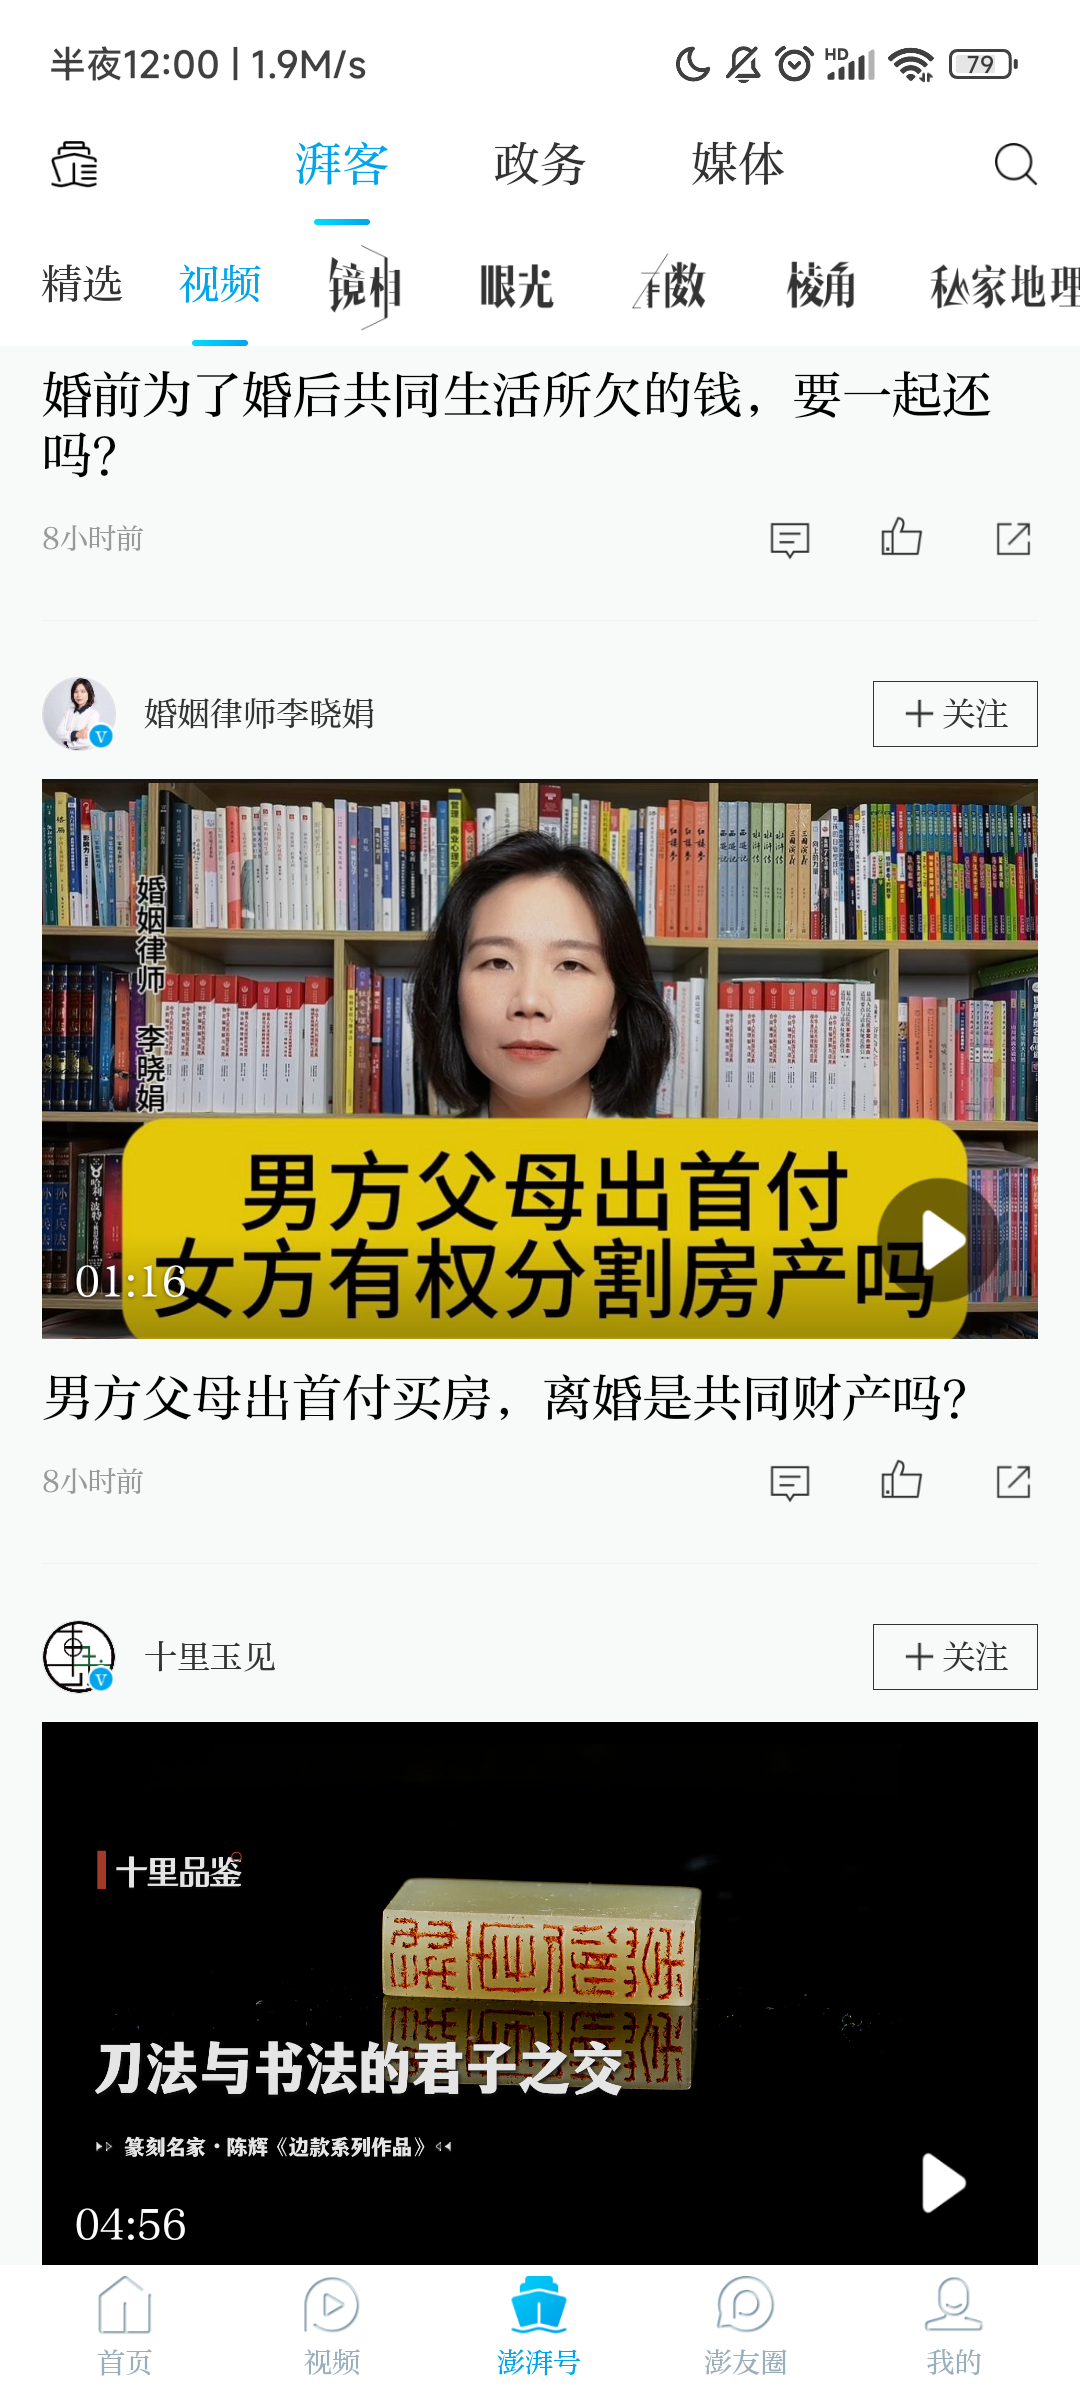 半夜12:00 | 1.9M/s
HD
79
湃客
政务
媒体
精选
视频
镜相
眼光
有数
棱角
私家地理
婚前为了婚后共同生活所欠的钱，要一起还
吗？
8小时前
婚姻律师李晓娟
关注
婚姻律师 李晓娟
男方父母出首付
女方有权分割房产吗
01:16
男方父母出首付买房，离婚是共同财产吗？
8小时前
十里玉见
关注
十里品鉴
刀法与书法的君子之交
篆刻名家·陈辉《边款系列作品》
04:56
首页
视频
澎湃号
澎友圈
我的